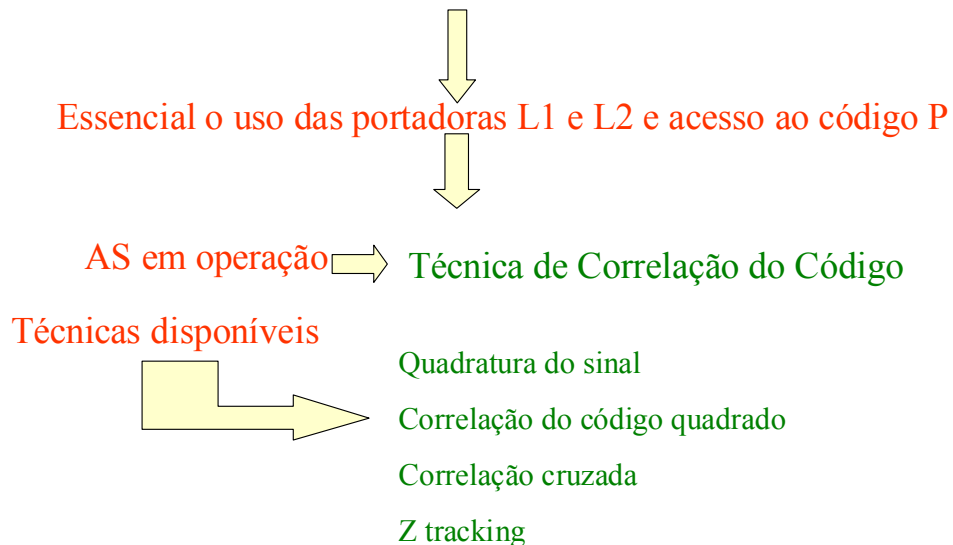 Essencial o uso das portadoras L1 e L2 e acesso ao código P
AS em operação
Técnica de Correlação do Código
Técnicas disponíveis
Quadratura do sinal
Correlação do código quadrado
Correlação cruzada
Z tracking